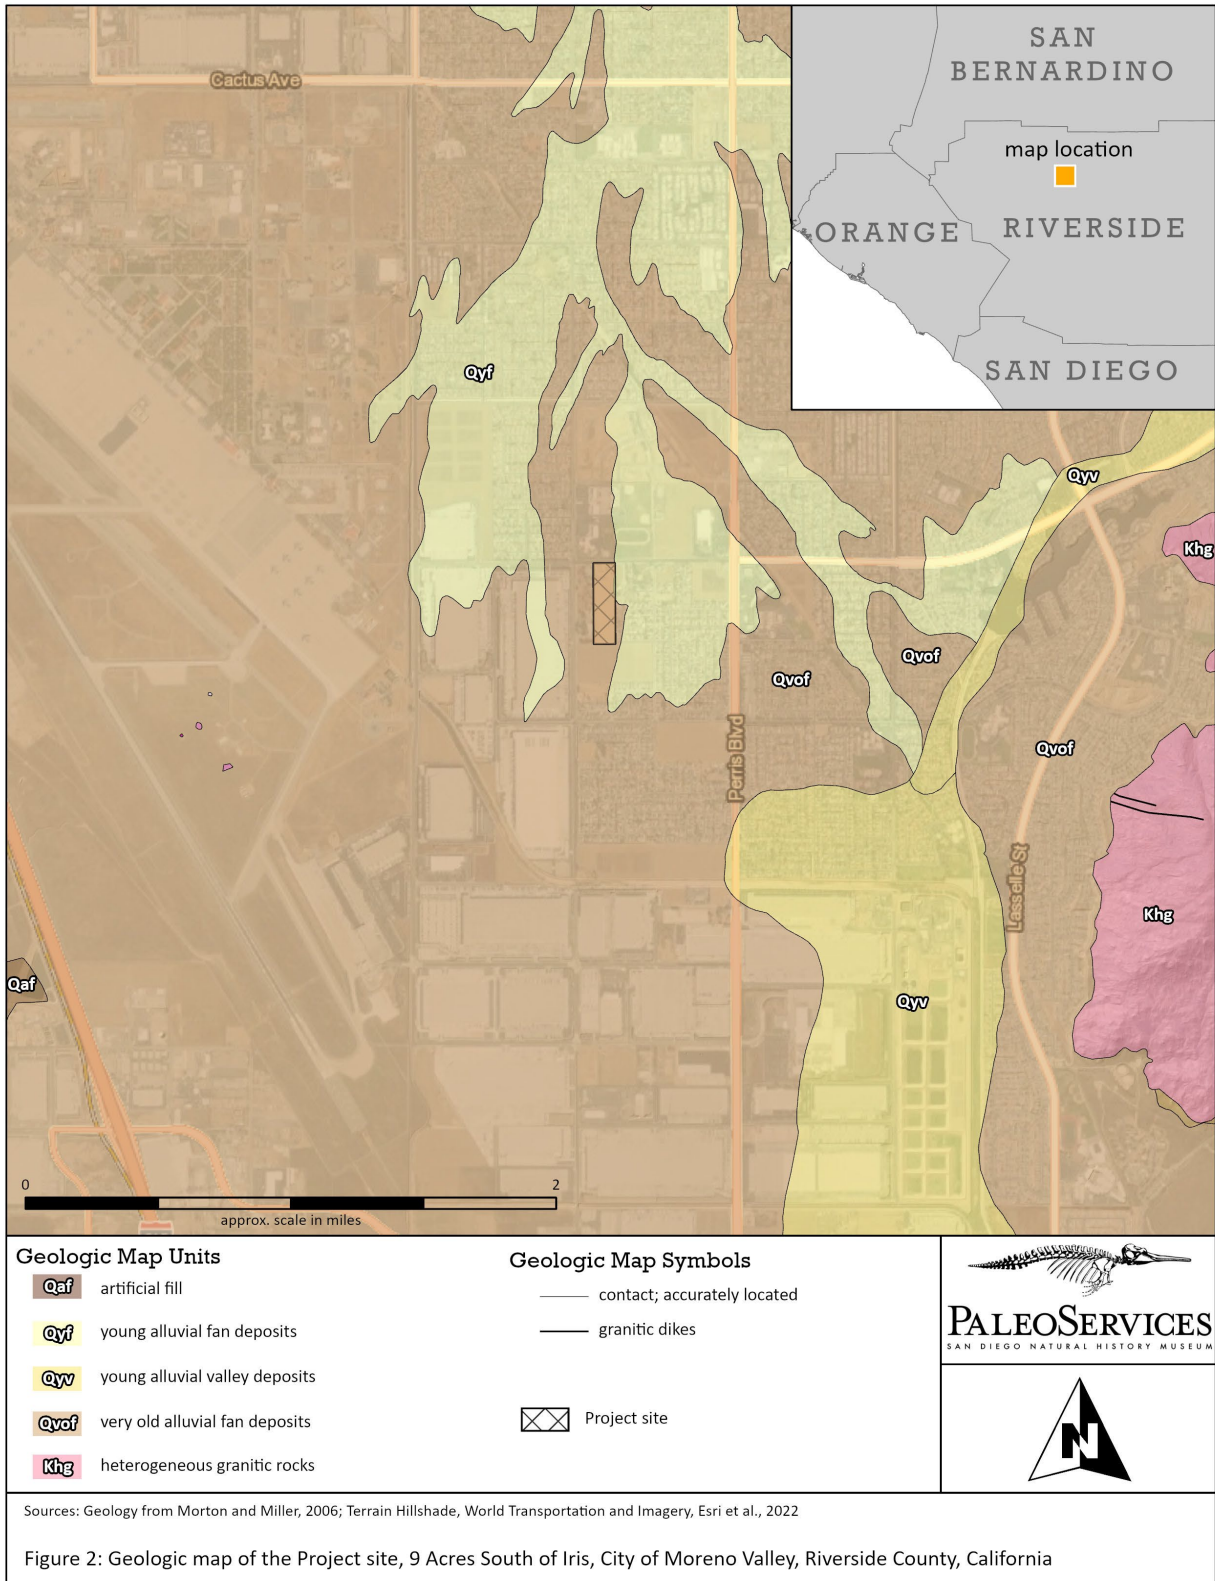 Cactus Ave
SAN
BERNARDINO
map location
ORANGE
RIVERSIDE
SAN DIEGO
Qyf
Qyv
Khg
Qvof
Qvof
Qvof
Perris Blvd
Lasselle St
Khg
Qaf
Qyv
0
2
approx. scale in miles
Geologic Map Units
Qaf artificial fill
Qyf young alluvial fan deposits
Qyv young alluvial valley deposits
Qvof very old alluvial fan deposits
Khg heterogeneous granitic rocks
Geologic Map Symbols
contact; accurately located
granitic dikes
Project site
PALEOSERVICES
SAN DIEGO NATURAL HISTORY MUSEUM
N
Sources: Geology from Morton and Miller, 2006; Terrain Hillshade, World Transportation and Imagery, Esri et al., 2022
Figure 2: Geologic map of the Project site, 9 Acres South of Iris, City of Moreno Valley, Riverside County, California